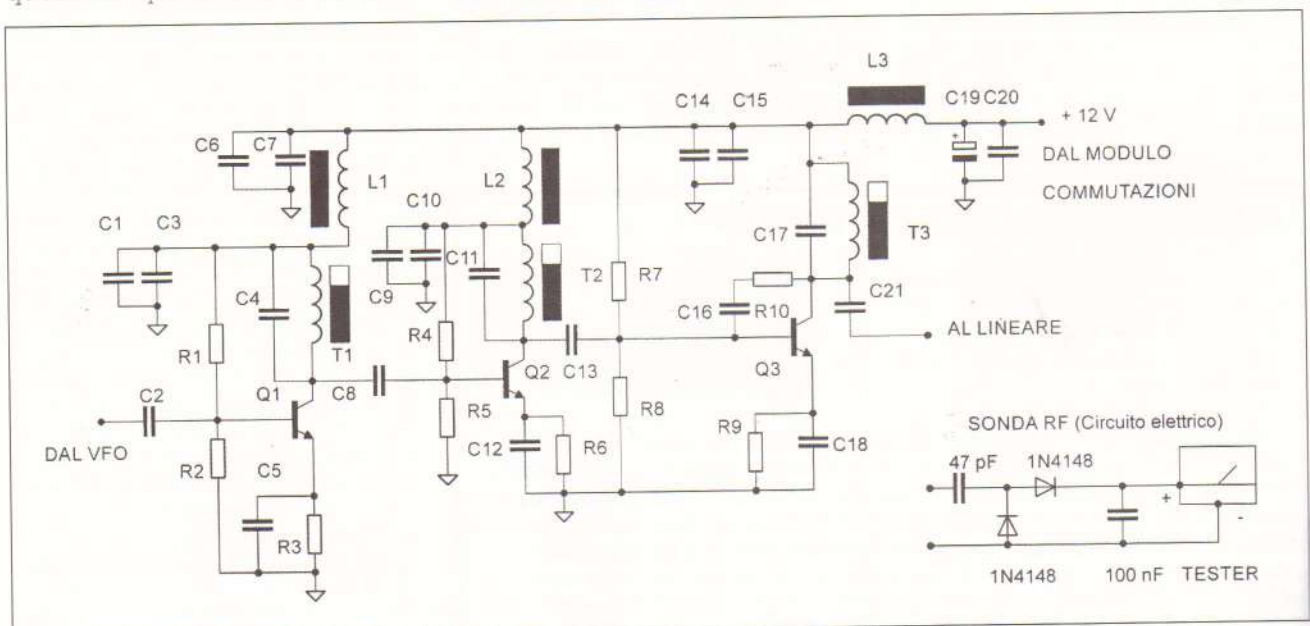 L3
C14 C15
C19 C20
+ 12 V
C6 C7
L1
L2
DAL MODULO
COMMUTAZIONI
C1 C3
C10
C17
T3
C4
C11
T2
R7
C9
C16
R10
C21
R1
T1
R4
AL LINEARE
Q1
C8
Q2
C13
Q3
C2
R5
R8
R9
SONDA RF (Circuito elettrico)
DAL VFO
R2
C5
C12
R6
C18
47 pF
1N4148
+
-
R3
1N4148
100 nF
TESTER
+